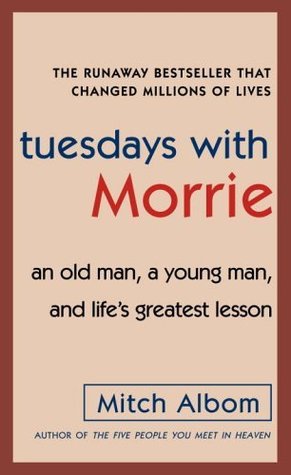 THE RUNAWAY BESTSELLER THAT
CHANGED MILLIONS OF LIVES
tuesdays with
Morrie
an old man, a young man,
and life's greatest lesson
Mitch Albom
AUTHOR OF THE FIVE PEOPLE YOU MEET IN HEAVEN